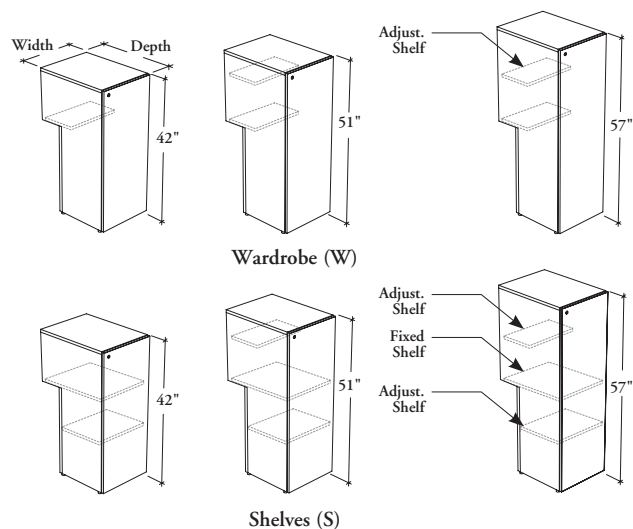 Width
Depth
42"
51"
Adjust.
Shelf
57"
Wardrobe (W)
42"
51"
Adjust.
Shelf
Fixed
Shelf
Adjust.
Shelf
57"
Shelves (S)